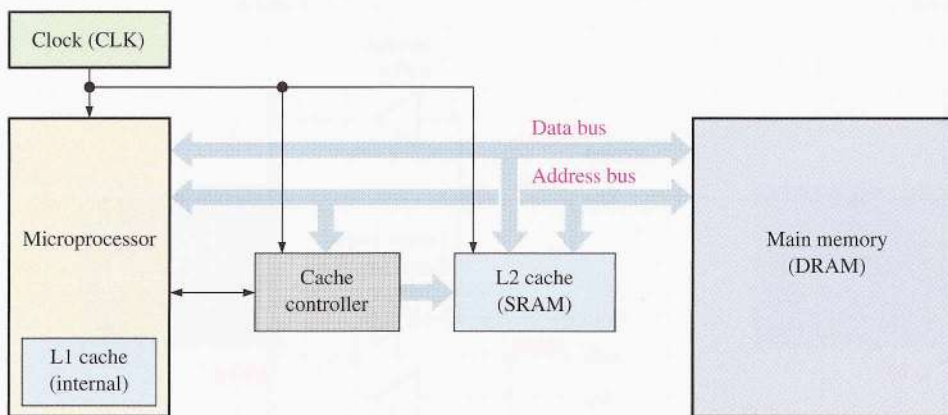 Clock (CLK)
Data bus
Address bus
Microprocessor
Cache
controller
L2 cache
(SRAM)
Main memory
(DRAM)
L1 cache
(internal)